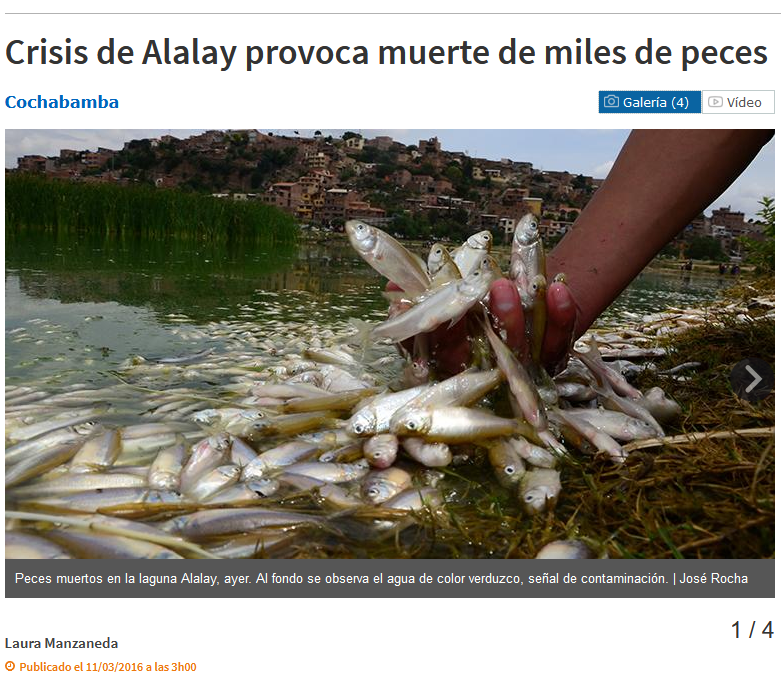 Crisis de Alalay provoca muerte de miles de peces
Cochabamba
Galería (4)
Vídeo
Peces muertos en la laguna Alalay, ayer. Al fondo se observa el agua de color verduzco, señal de contaminación. | José Rocha
1 / 4
Laura Manzaneda
Publicado el 11/03/2016 a las 3h00